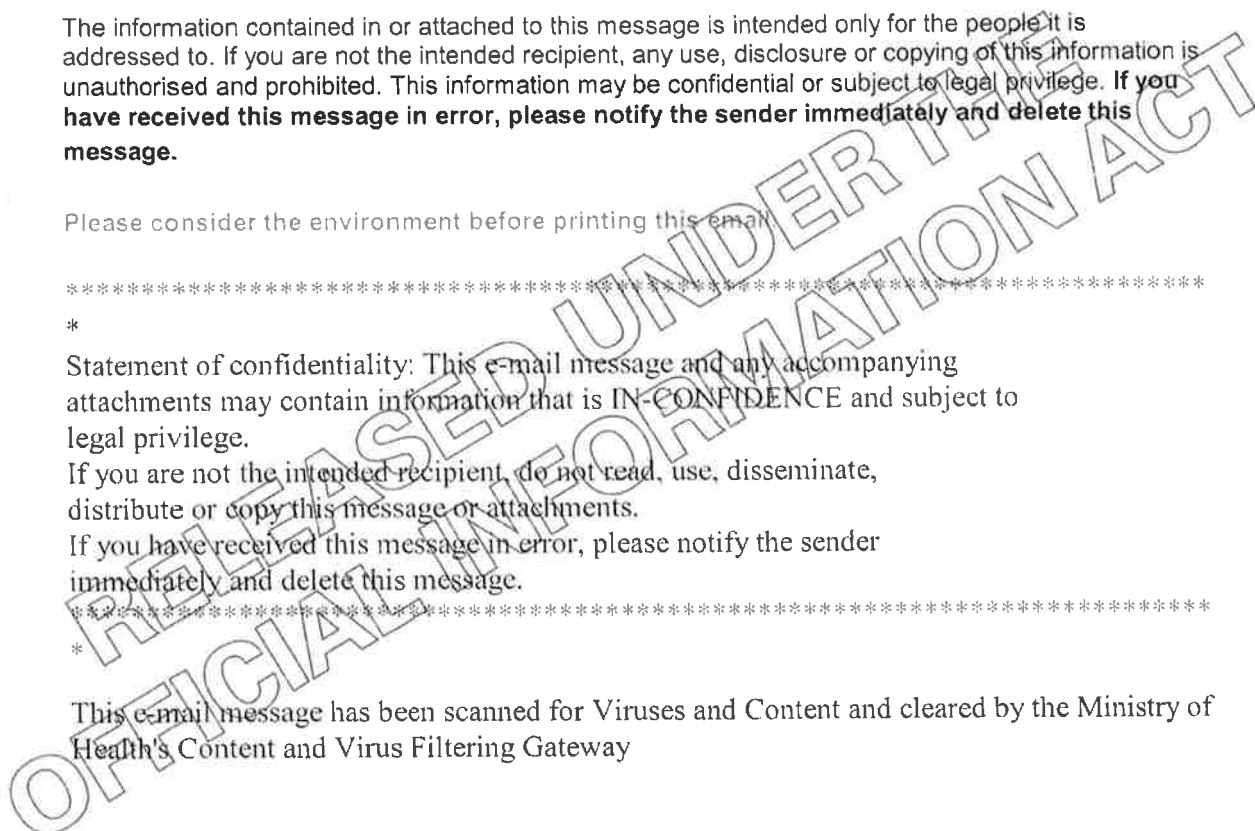 The information contained in or attached to this message is intended only for the people it is
addressed to. If you are not the intended recipient, any use, disclosure or copying of this information is
unauthorised and prohibited. This information may be confidential or subject to legal privilege. If you
have received this message in error, please notify the sender immediately and delete this
message.
Please consider the environment before printing this email.
******************************************************************************
*
Statement of confidentiality: This e-mail message and any accompanying
attachments may contain information that is IN-CONFIDENCE and subject to
legal privilege.
If you are not the intended recipient, do not read, use, disseminate,
distribute or copy this message or attachments.
If you have received this message in error, please notify the sender
immediately and delete this message.
******************************************************************************
*
This e-mail message has been scanned for Viruses and Content and cleared by the Ministry of
Health's Content and Virus Filtering Gateway
RELEASED UNDER THE
OFFICIAL INFORMATION ACT